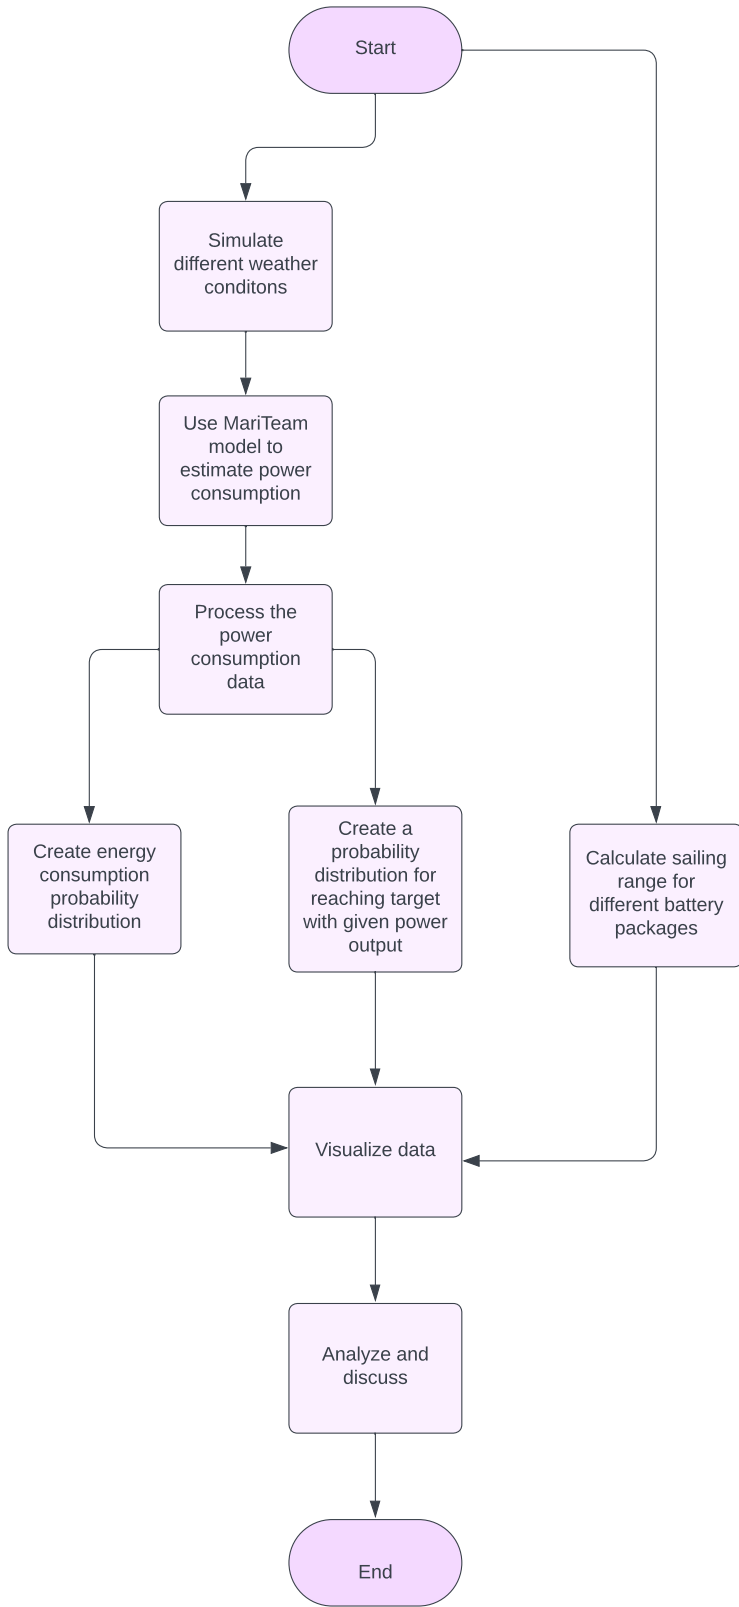 Start
Simulate
different weather
conditons
Use MariTeam
model to
estimate power
consumption
Process the
power
consumption
data
Create energy
consumption
probability
distribution
Create a
probability
distribution for
reaching target
with given power
output
Calculate sailing
range for
different battery
packages
Visualize data
Analyze and
discuss
End